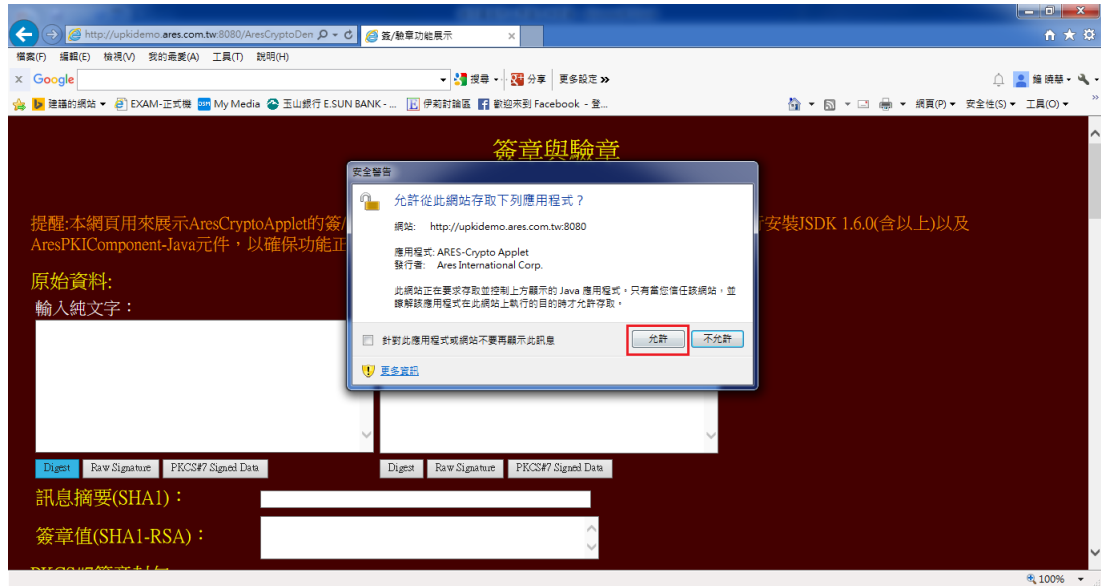 http://upkidemo.ares.com.tw:8080/AresCryptoDen
簽/驗章功能展示
檔案(F) 編輯(E) 檢視(V) 我的最愛(A) 工具(T) 說明(H)
x Google 搜尋 分享 更多設定 »
鐘曉華
建議的網站 EXAM-正式機 My Media 玉山銀行 E.SUN BANK - ... 伊莉討論區 歡迎來到 Facebook - 登...
網頁(P) 安全性(S) 工具(O) »
簽章與驗章
提醒:本網頁用來展示AresCryptoApplet的簽/
行安裝JSDK 1.6.0(含以上)以及
AresPKIComponent-Java元件，以確保功能正
安全警告
允許從此網站存取下列應用程式？
網站: http://upkidemo.ares.com.tw:8080
應用程式: ARES-Crypto Applet
發行者: Ares International Corp.
此網站正在要求存取並控制上方顯示的 Java 應用程式。只有當您信任該網站，並
瞭解該應用程式在此網站上執行的目的時才允許存取。
針對此應用程式或網站不要再顯示此訊息
允許 不允許
更多資訊
原始資料:
輸入純文字：
Digest Raw Signature PKCS#7 Signed Data
Digest Raw Signature PKCS#7 Signed Data
訊息摘要(SHA1)：
簽章值(SHA1-RSA)：
100%